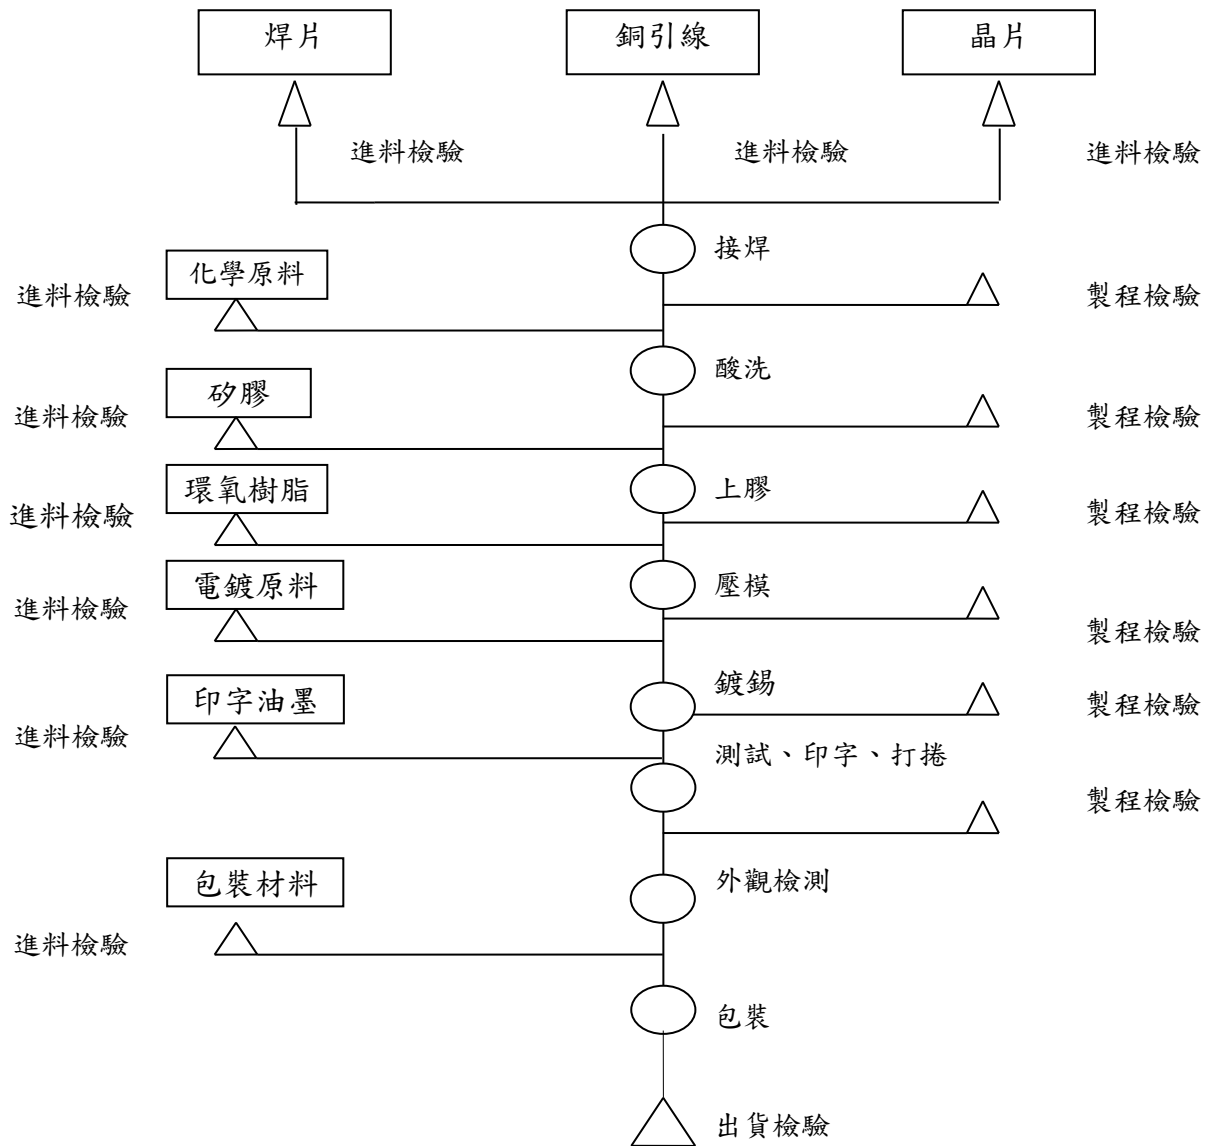 焊片
銅引線
晶片
進料檢驗
進料檢驗
進料檢驗
接焊
化學原料
進料檢驗
製程檢驗
酸洗
矽膠
進料檢驗
製程檢驗
環氧樹脂
上膠
進料檢驗
製程檢驗
電鍍原料
壓模
進料檢驗
製程檢驗
印字油墨
鍍錫
製程檢驗
進料檢驗
測試、印字、打捲
製程檢驗
包裝材料
外觀檢測
進料檢驗
包裝
出貨檢驗